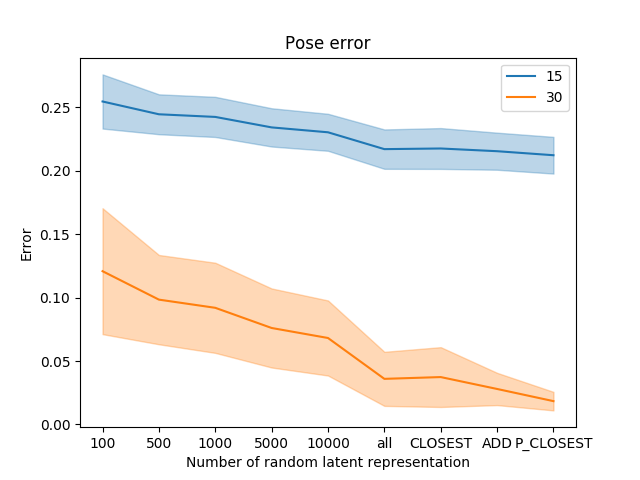 Pose error
15
30
Error
0.25
0.20
0.15
0.10
0.05
0.00
100 500 1000 5000 10000 all CLOSEST ADD P_CLOSEST
Number of random latent representation